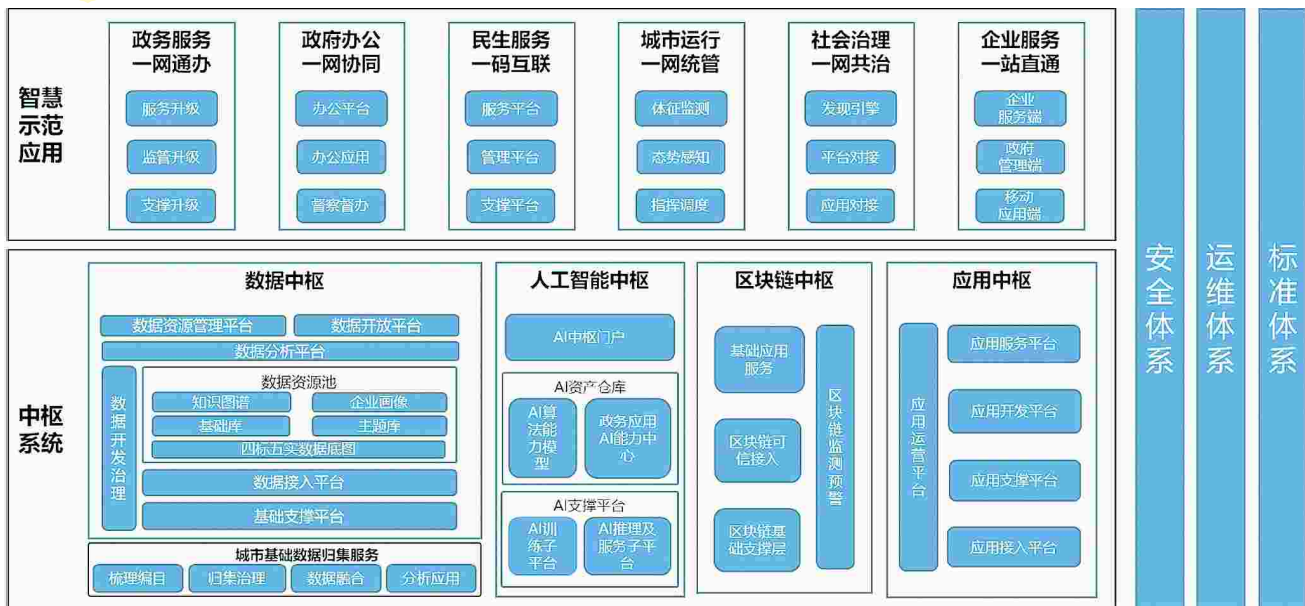 智慧
示范
应用
政务服务
一网通办
服务升级
监管升级
支撑升级
政府办公
一网协同
办公平台
办公应用
督察督办
民生服务
一码互联
服务平台
管理平台
支撑平台
城市运行
一网统管
体征监测
态势感知
指挥调度
社会治理
一网共治
发现引擎
平台对接
应用对接
企业服务
一站直通
企业
服务端
政府
管理端
移动
应用端
中枢
系统
数据中枢
数据资源管理平台
数据开放平台
数据分析平台
数据开发治理
数据资源池
知识图谱
企业画像
基础库
主题库
四标五实数据底图
数据接入平台
基础支撑平台
城市基础数据归集服务
梳理编目
归集治理
数据融合
分析应用
人工智能中枢
AI中枢门户
AI资产仓库
AI算
法能
力模
型
政务应用
AI能力中
心
AI支撑平台
AI训
练子
平台
AI推理及
服务子平
台
区块链中枢
基础应用
服务
区块链可
信接入
区块链基
础支撑层
区块链监测预警
应用中枢
应用运营平台
应用服务平台
应用开发平台
应用支撑平台
应用接入平台
安全体系
运维体系
标准体系